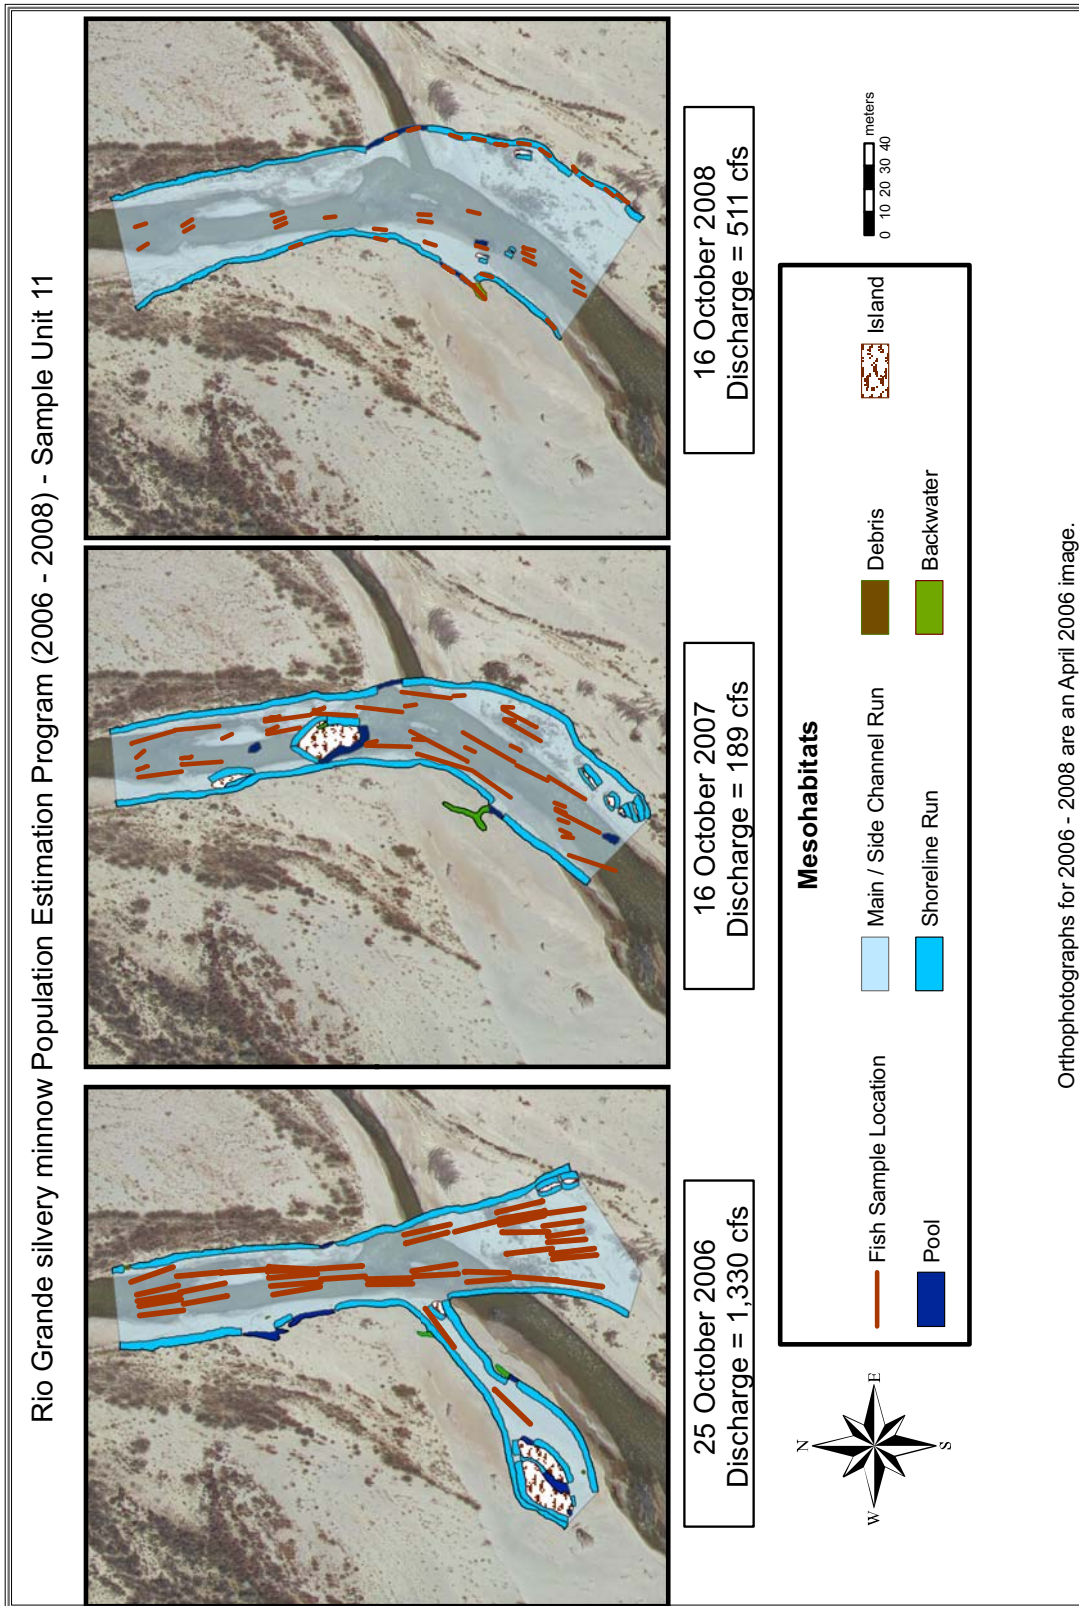 Rio Grande silvery minnow Population Estimation Program (2006 - 2008) - Sample Unit 11
25 October 2006
Discharge = 1,330 cfs
16 October 2007
Discharge = 189 cfs
16 October 2008
Discharge = 511 cfs
N
W
E
S
Mesohabitats
Fish Sample Location
Main / Side Channel Run
Debris
Island
Pool
Shoreline Run
Backwater
meters
0 10 20 30 40
Orthophotographs for 2006 - 2008 are an April 2006 image.